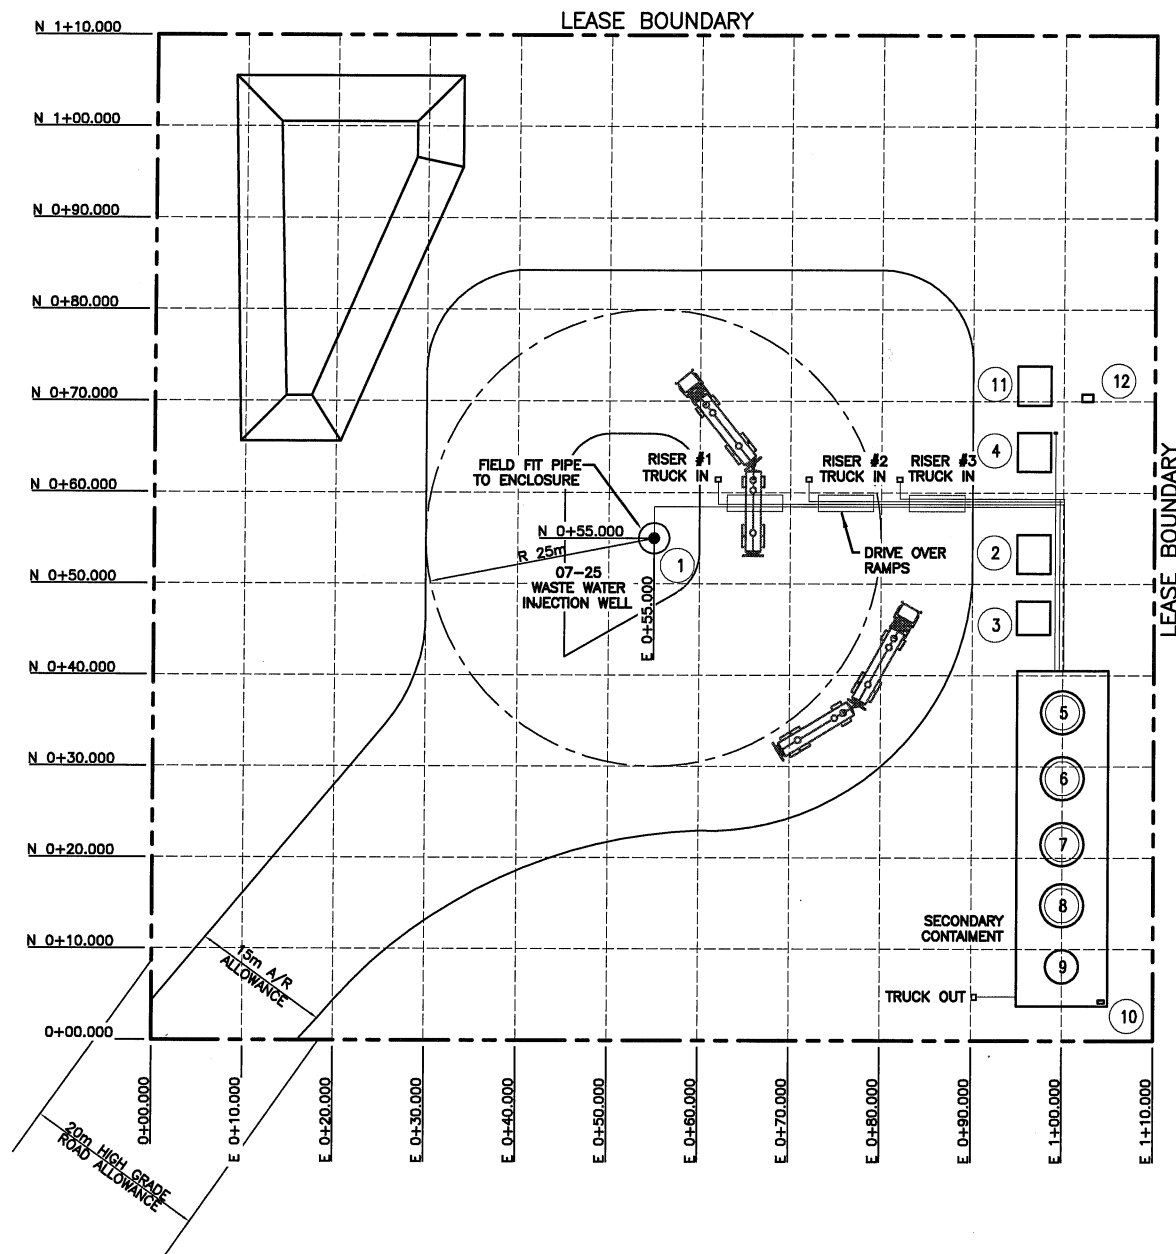 LEASE BOUNDARY
N 1+10.000
N 1+00.000
N 0+90.000
N 0+80.000
N 0+70.000
N 0+60.000
N 0+50.000
N 0+40.000
N 0+30.000
N 0+20.000
N 0+10.000
0+00.000
11
12
4
LEASE BOUNDARY
FIELD FIT PIPE
TO ENCLOSURE
RISER #1
TRUCK IN
RISER #2
TRUCK IN
RISER #3
TRUCK IN
N 0+55.000
R 25m
1
07-25
WASTE WATER
INJECTION WELL
E 0+55.000
DRIVE OVER
RAMPS
2
3
5
6
7
8
9
SECONDARY
CONTAIMENT
TRUCK OUT
10
15m A/R
ALLOWANCE
20m HIGH GRADE
ROAD ALLOWANCE
0+00.000
E 0+10.000
E 0+20.000
E 0+30.000
E 0+40.000
E 0+50.000
E 0+60.000
E 0+70.000
E 0+80.000
E 0+90.000
E 1+00.000
E 1+10.000